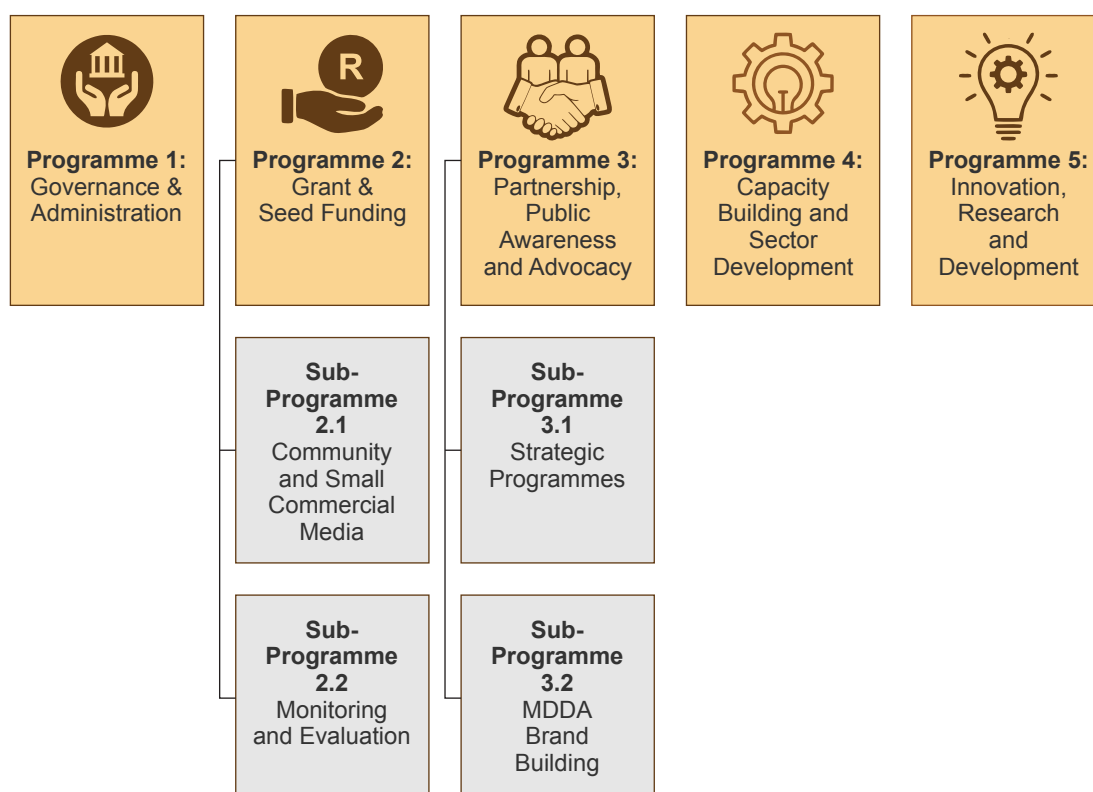 Programme 1:
Governance &
Administration
R
Programme 2:
Grant &
Seed Funding
Programme 3:
Partnership,
Public
Awareness
and Advocacy
Programme 4:
Capacity
Building and
Sector
Development
Programme 5:
Innovation,
Research
and
Development
Sub-
Programme
2.1
Community
and Small
Commercial
Media
Sub-
Programme
3.1
Strategic
Programmes
Sub-
Programme
2.2
Monitoring
and Evaluation
Sub-
Programme
3.2
MDDA
Brand
Building